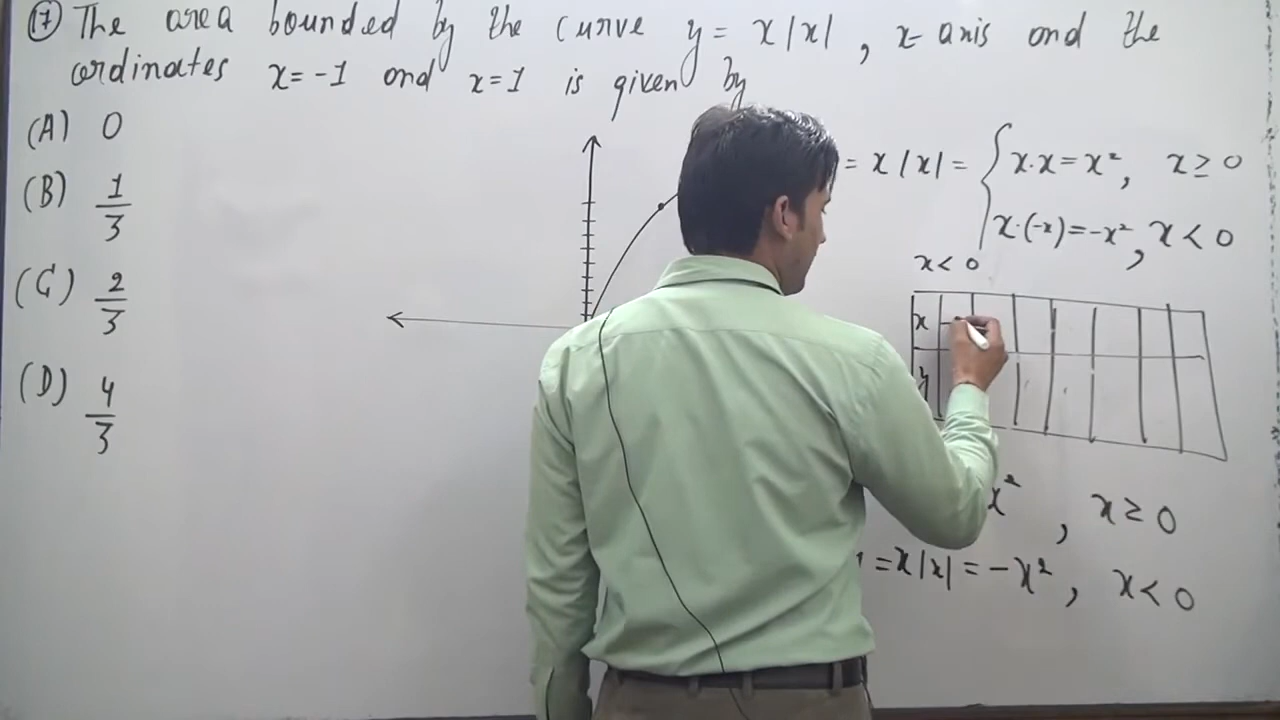 17 The area bounded by the curve y = x|x| , x-axis and the
ordinates x=-1 and x=1 is given by
(A) 0
(B) 1/3
(C) 2/3
(D) 4/3
= x|x| = { x·x = x², x ≥ 0
x·(-x) = -x², x < 0
x < 0
x
y
x² , x ≥ 0
= x|x| = -x² , x < 0